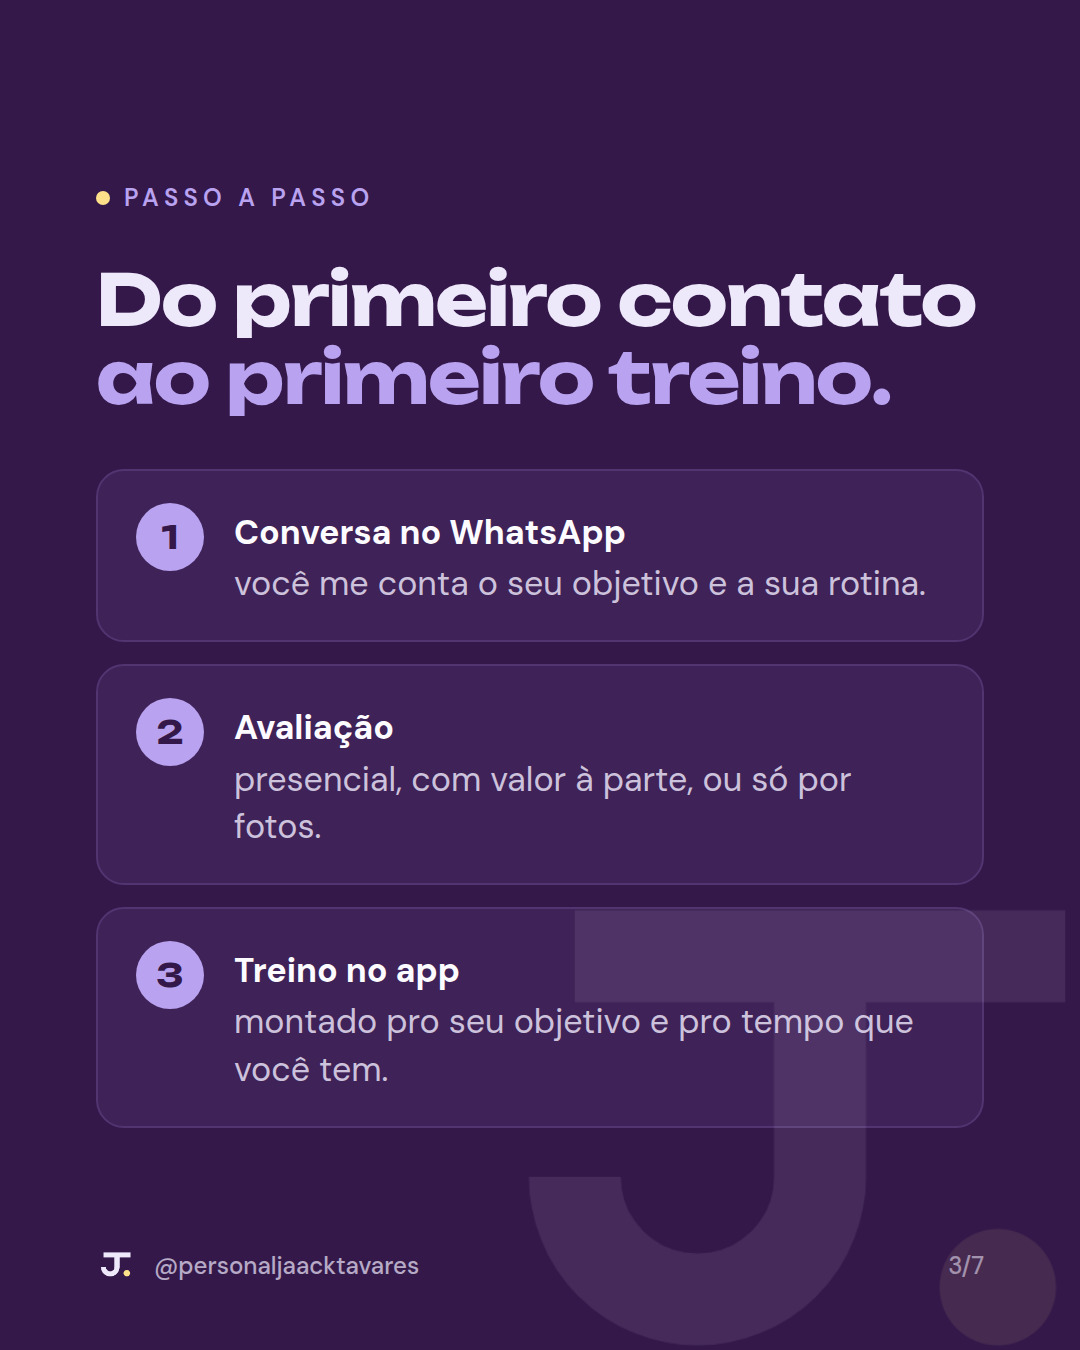 PASSO A PASSO
Do primeiro contato
ao primeiro treino.
1
Conversa no WhatsApp
você me conta o seu objetivo e a sua rotina.
2
Avaliação
presencial, com valor à parte, ou só por
fotos.
3
Treino no app
montado pro seu objetivo e pro tempo que
você tem.
J.
@personaljaacktavares
3/7